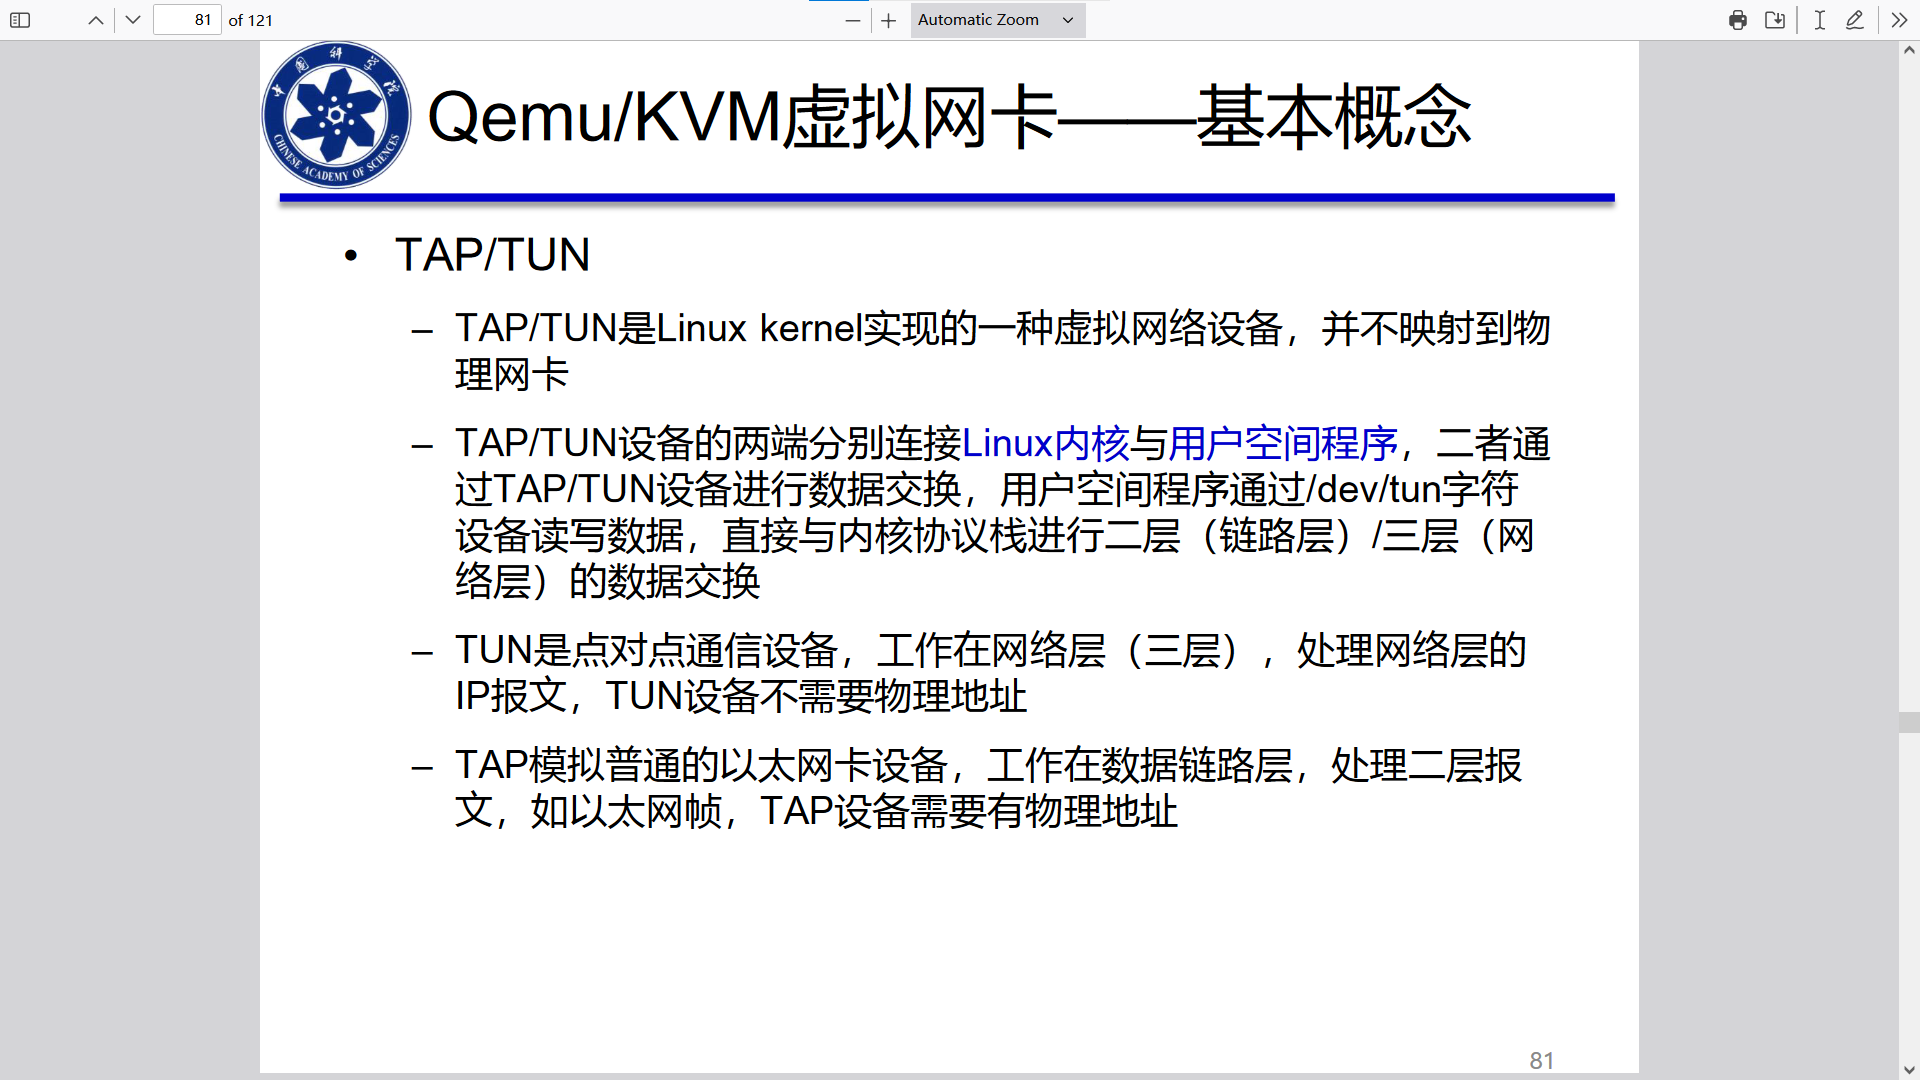 81 of 121
Automatic Zoom
中国科学院
CHINESE ACADEMY OF SCIENCES
Qemu/KVM虚拟网卡——基本概念
• TAP/TUN
– TAP/TUN是Linux kernel实现的一种虚拟网络设备，并不映射到物
理网卡
– TAP/TUN设备的两端分别连接Linux内核与用户空间程序，二者通
过TAP/TUN设备进行数据交换，用户空间程序通过/dev/tun字符
设备读写数据，直接与内核协议栈进行二层（链路层）/三层（网
络层）的数据交换
– TUN是点对点通信设备，工作在网络层（三层），处理网络层的
IP报文，TUN设备不需要物理地址
– TAP模拟普通的以太网卡设备，工作在数据链路层，处理二层报
文，如以太网帧，TAP设备需要有物理地址
81